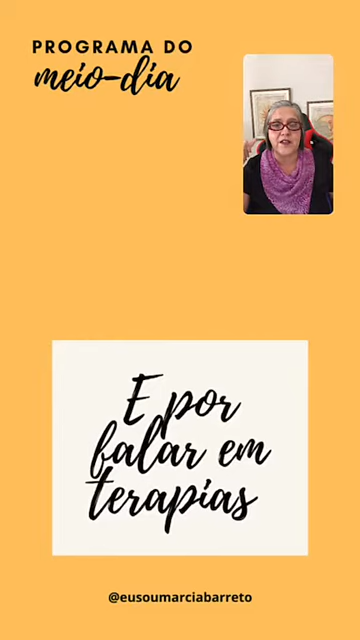 PROGRAMA DO
meio-dia
E por
falar em
terapias
@eusoumarciabarreto